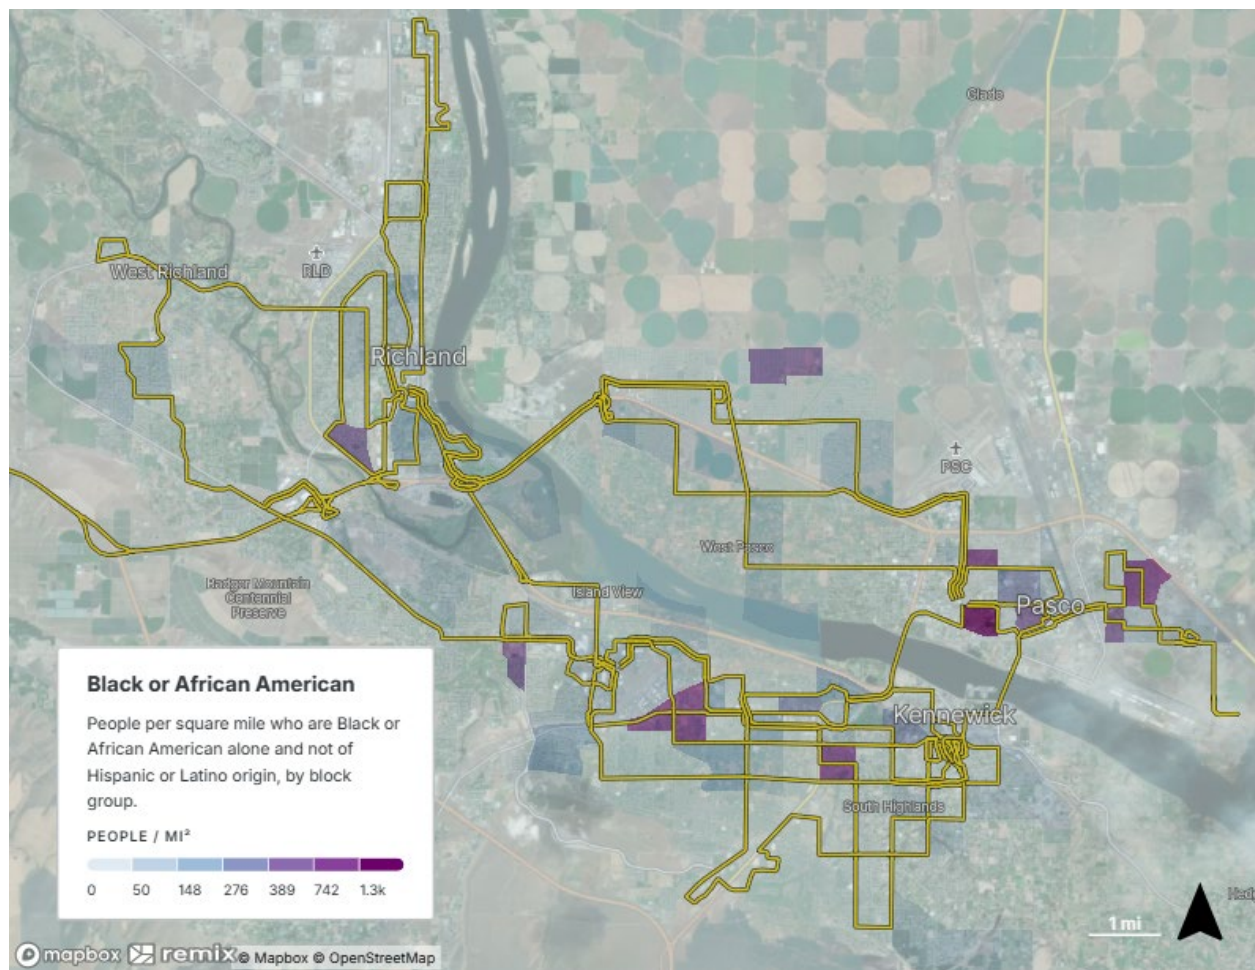 Glade
West Richland
RLD
Richland
PSC
West Pasco
Badger Mountain
Centennial
Preserve
Island View
Pasco
Kennewick
South Highlands
Black or African American
People per square mile who are Black or
African American alone and not of
Hispanic or Latino origin, by block
group.
PEOPLE / MI²
0 50 148 276 389 742 1.3k
1 mi
mapbox remix © Mapbox © OpenStreetMap